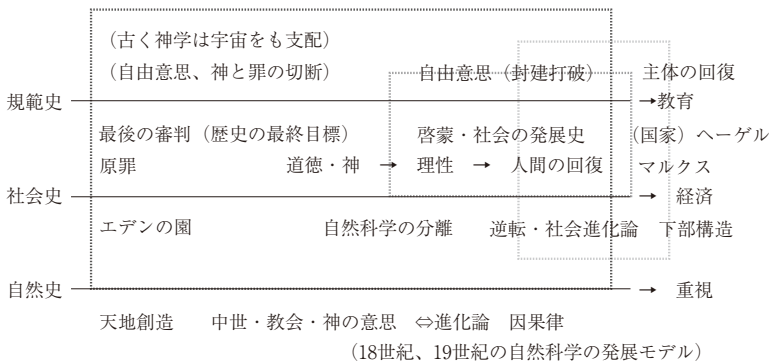 （古く神学は宇宙をも支配）
（自由意思、神と罪の切断） 自由意思（封建打破） 主体の回復
規範史 → 教育
最後の審判（歴史の最終目標） 啓蒙・社会の発展史 （国家）ヘーゲル
原罪 道徳・神 → 理性 → 人間の回復 マルクス
社会史 → 経済
エデンの園 自然科学の分離 逆転・社会進化論 下部構造
自然史 → 重視
天地創造 中世・教会・神の意思 ⇔進化論 因果律
（18世紀、19世紀の自然科学の発展モデル）